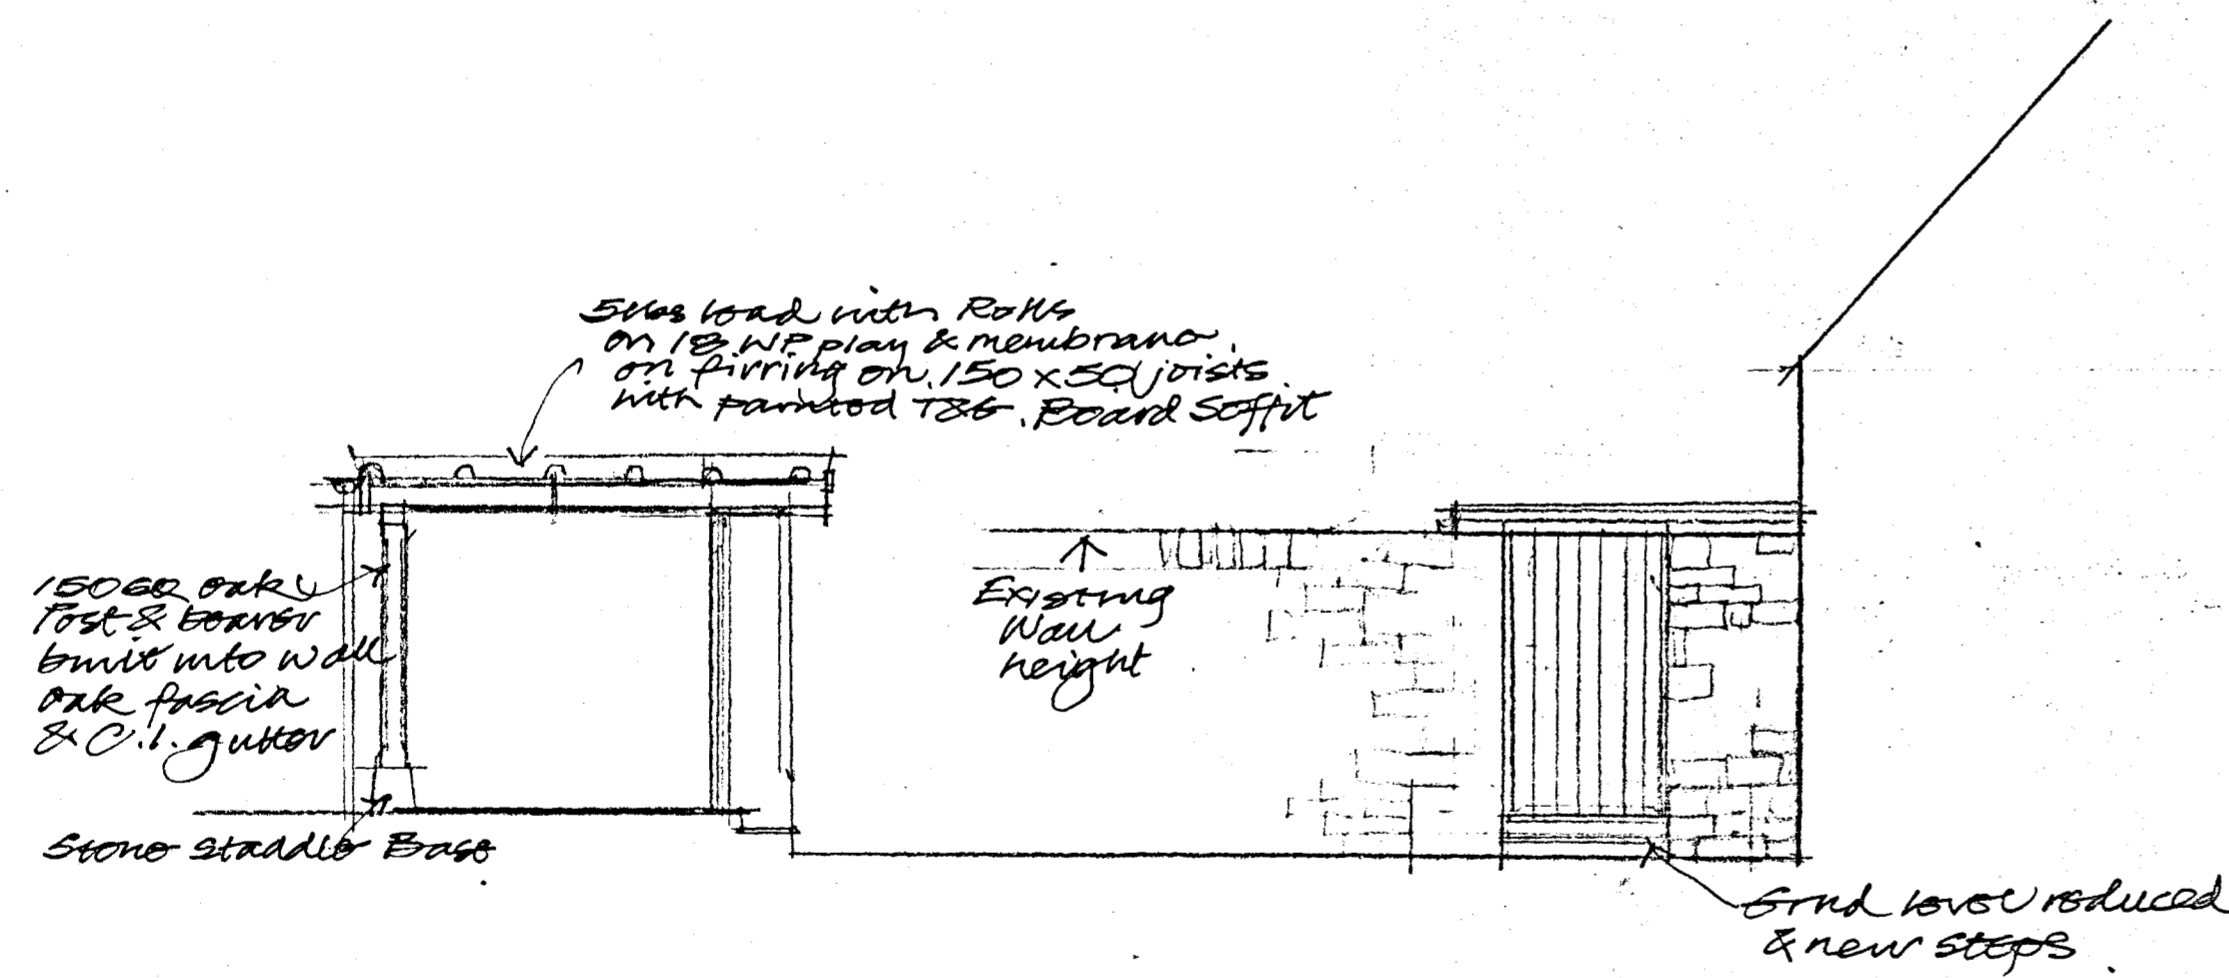 5lbs lead with Rolls
on 18 WP play & membrane.
on firring on 150 x 50 joists
with painted T&G. Board Soffit
150 SQ oak
Post & bearer
built into wall
oak fascia
& C.I. gutter
Stone staddle Base
Existing
Wall
height
Grnd level reduced
& new steps.